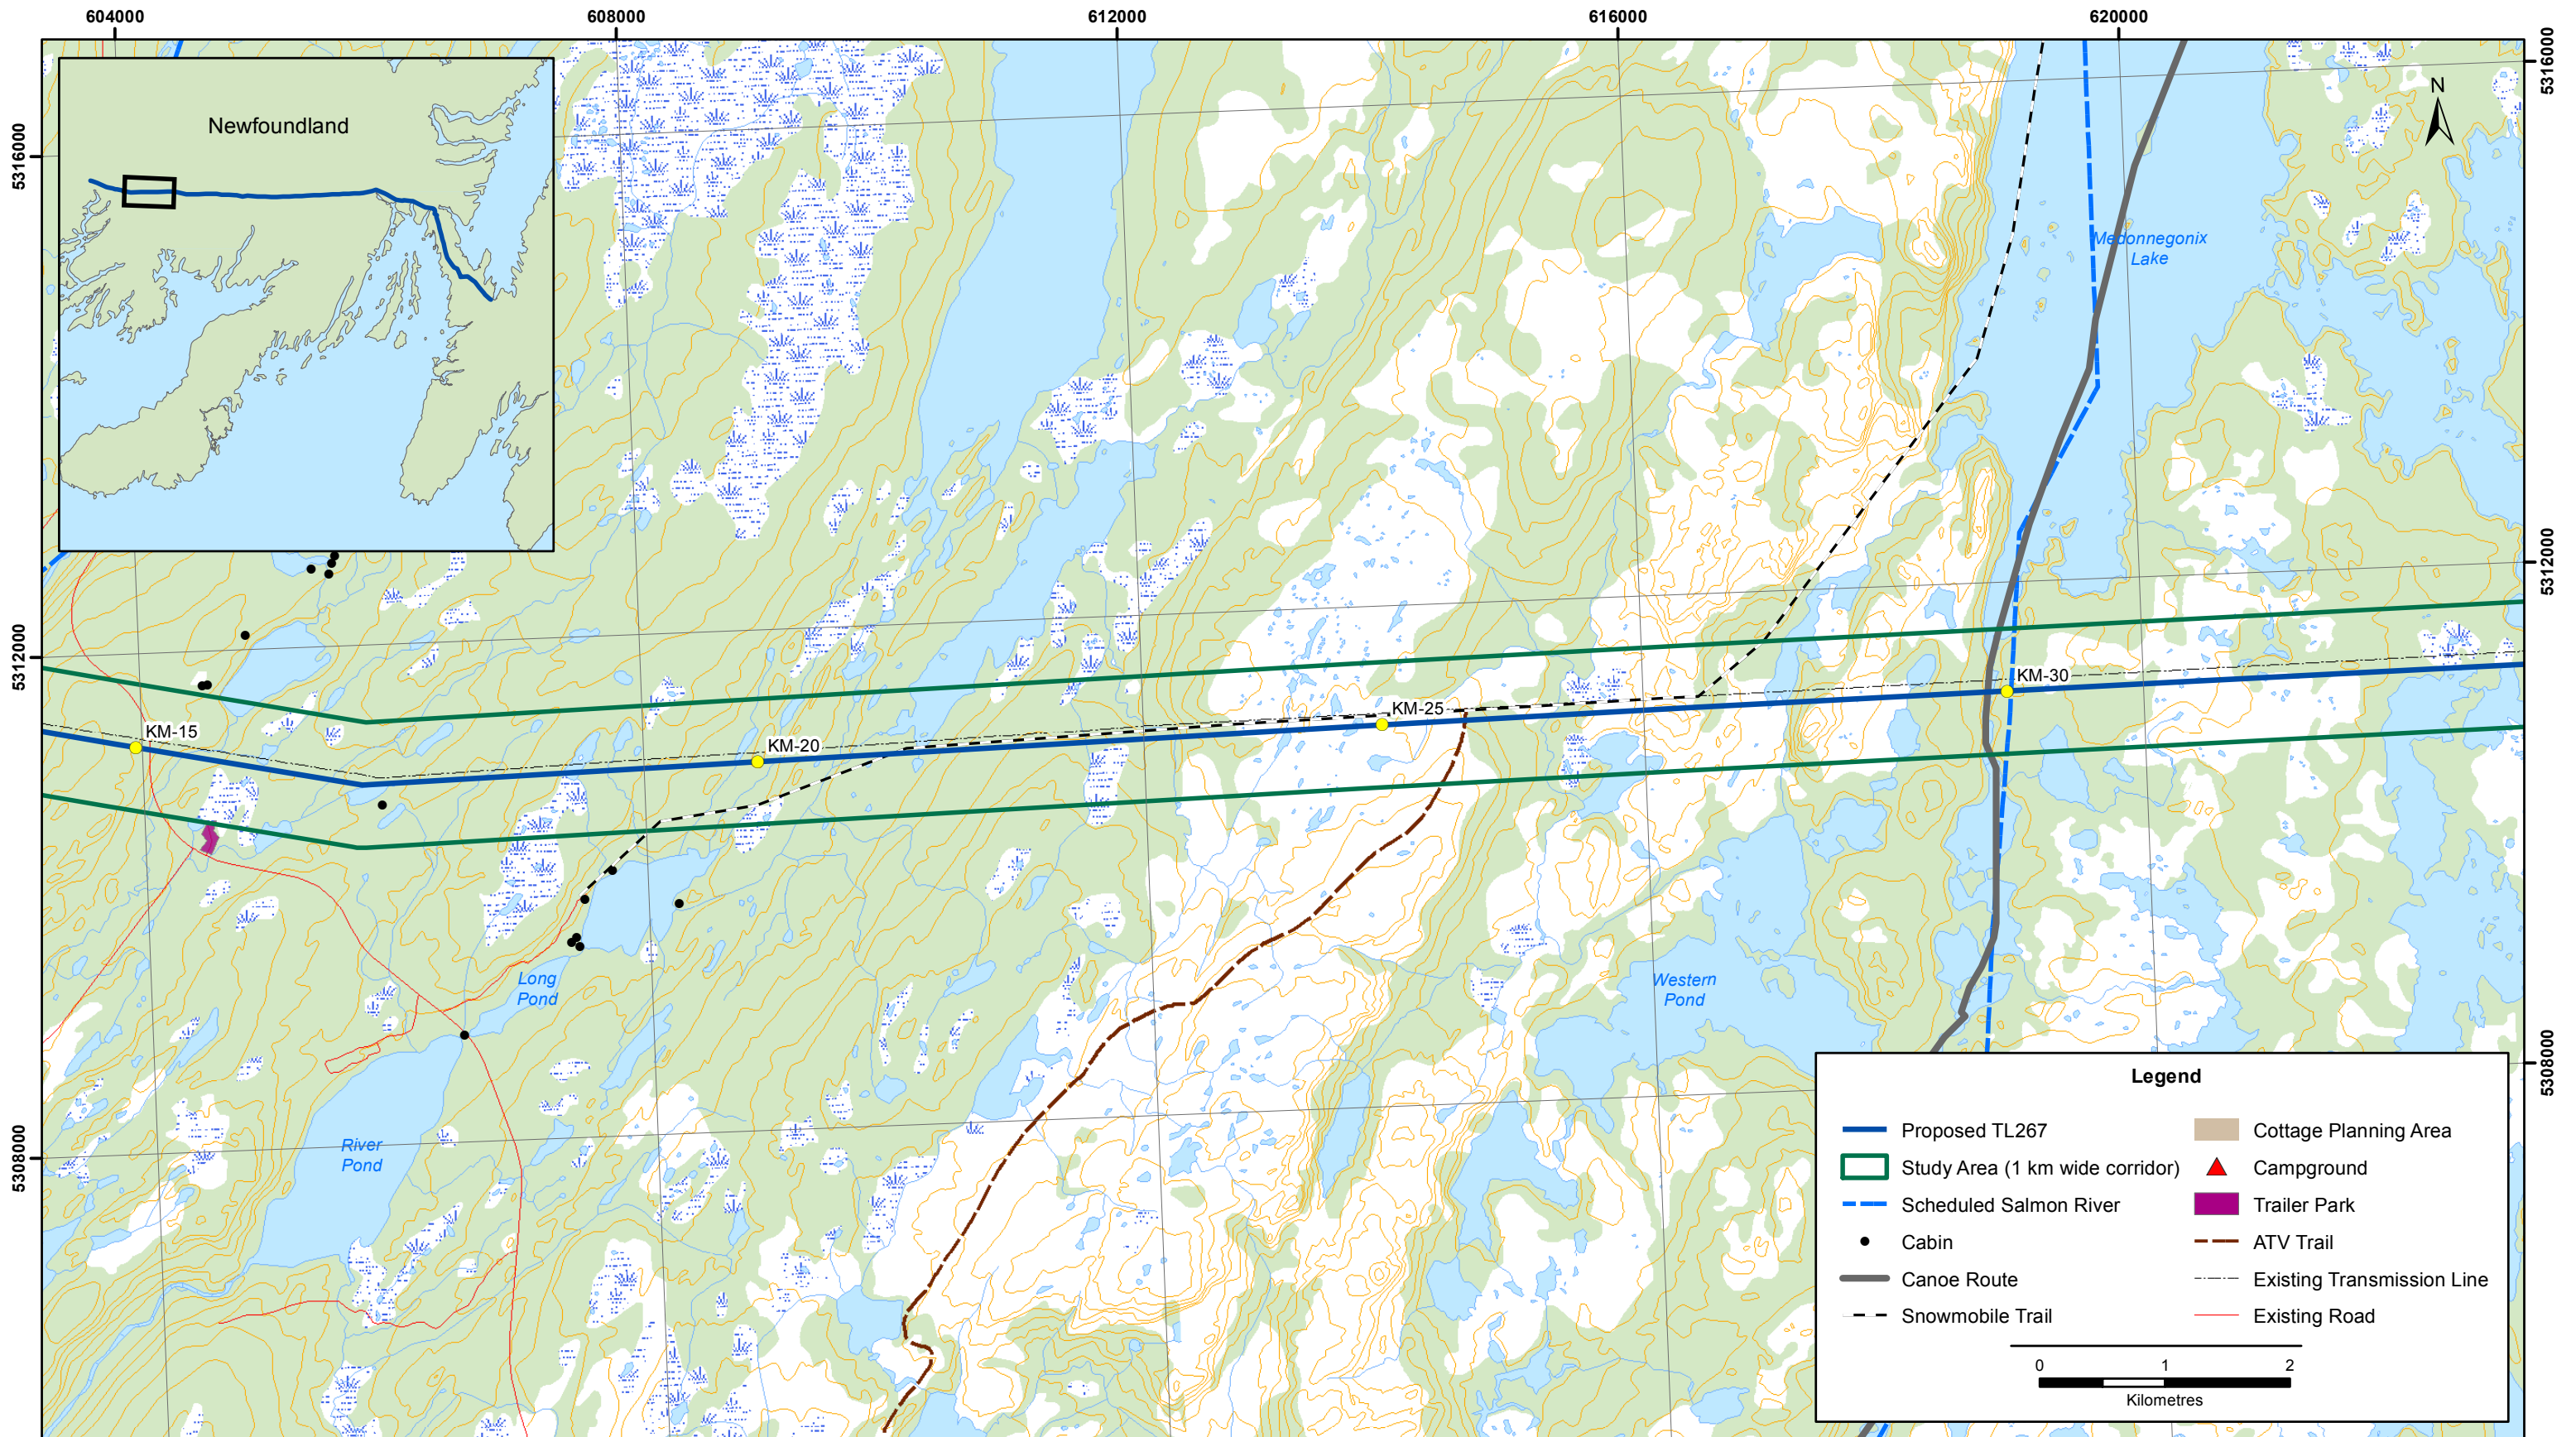 604000
608000
612000
616000
620000
5316000
5316000
N
Newfoundland
Medonnegonix
Lake
5312000
5312000
KM-15
KM-20
KM-25
KM-30
Long
Pond
Western
Pond
River
Pond
5308000
5308000
Legend
Proposed TL267
Study Area (1 km wide corridor)
Scheduled Salmon River
Cabin
Canoe Route
Snowmobile Trail
Cottage Planning Area
Campground
Trailer Park
ATV Trail
Existing Transmission Line
Existing Road
0 1 2
Kilometres